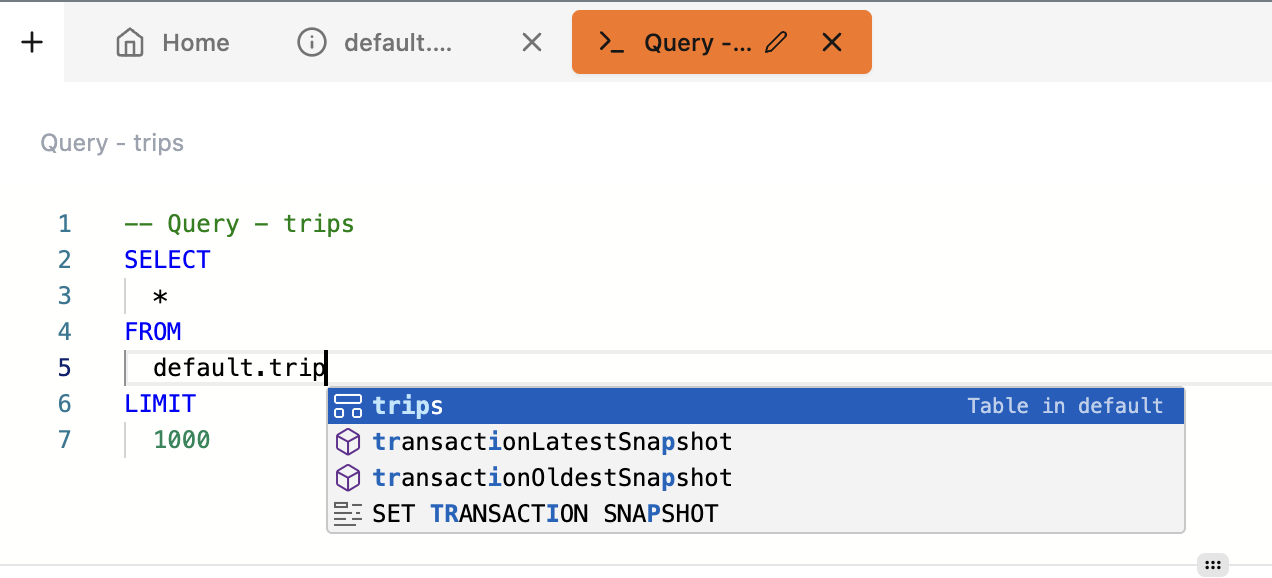 Home default.... Query -...
Query - trips
1 -- Query - trips
2 SELECT
3 *
4 FROM
5 default.trip
6 LIMIT
7 1000
trips Table in default
transactionLatestSnapshot
transactionOldestSnapshot
SET TRANSACTION SNAPSHOT